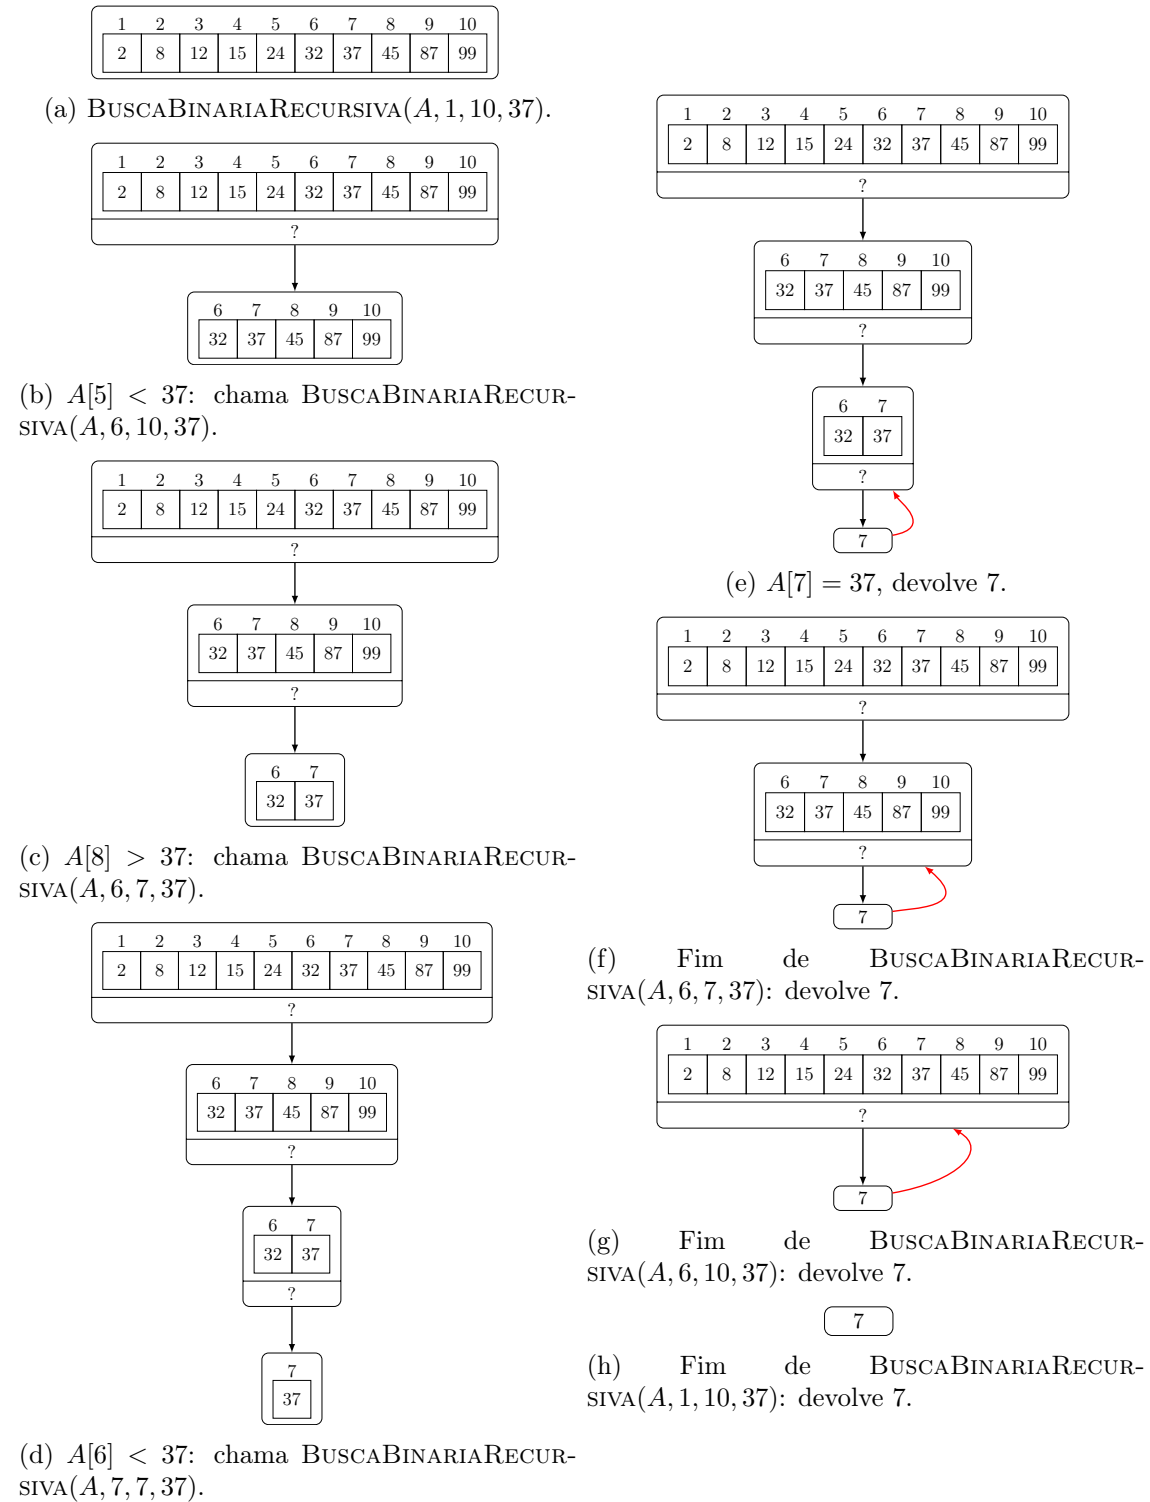 1 2 3 4 5 6 7 8 9 10
2 8 12 15 24 32 37 45 87 99
(a) BUSCABINARIARECURSIVA(A, 1, 10, 37).
1 2 3 4 5 6 7 8 9 10
2 8 12 15 24 32 37 45 87 99
?
6 7 8 9 10
32 37 45 87 99
(b) A[5] < 37: chama BUSCABINARIARECUR-
SIVA(A, 6, 10, 37).
1 2 3 4 5 6 7 8 9 10
2 8 12 15 24 32 37 45 87 99
?
6 7 8 9 10
32 37 45 87 99
?
6 7
32 37
(c) A[8] > 37: chama BUSCABINARIARECUR-
SIVA(A, 6, 7, 37).
1 2 3 4 5 6 7 8 9 10
2 8 12 15 24 32 37 45 87 99
?
6 7 8 9 10
32 37 45 87 99
?
6 7
32 37
?
7
37
(d) A[6] < 37: chama BUSCABINARIARECUR-
SIVA(A, 7, 7, 37).
1 2 3 4 5 6 7 8 9 10
2 8 12 15 24 32 37 45 87 99
?
6 7 8 9 10
32 37 45 87 99
?
6 7
32 37
?
7
(e) A[7] = 37, devolve 7.
1 2 3 4 5 6 7 8 9 10
2 8 12 15 24 32 37 45 87 99
?
6 7 8 9 10
32 37 45 87 99
?
7
(f) Fim de BUSCABINARIARECUR-
SIVA(A, 6, 7, 37): devolve 7.
1 2 3 4 5 6 7 8 9 10
2 8 12 15 24 32 37 45 87 99
?
7
(g) Fim de BUSCABINARIARECUR-
SIVA(A, 6, 10, 37): devolve 7.
7
(h) Fim de BUSCABINARIARECUR-
SIVA(A, 1, 10, 37): devolve 7.